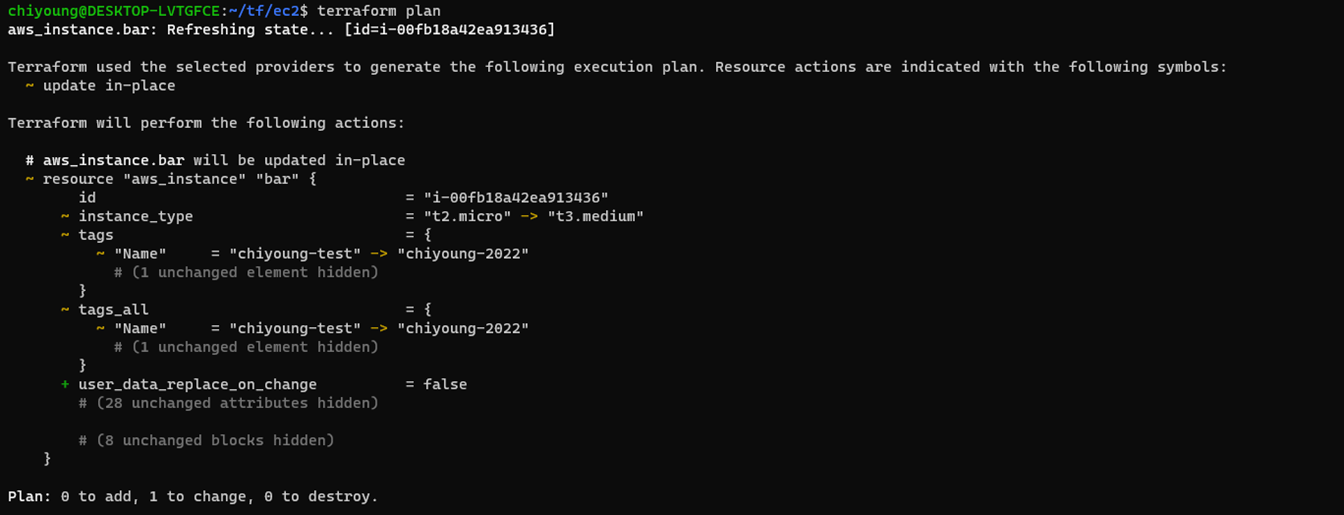 chiyoung@DESKTOP-LVTGFCE:~/tf/ec2$ terraform plan
aws_instance.bar: Refreshing state... [id=i-00fb18a42ea913436]
Terraform used the selected providers to generate the following execution plan. Resource actions are indicated with the following symbols:
  ~ update in-place
Terraform will perform the following actions:
  # aws_instance.bar will be updated in-place
  ~ resource "aws_instance" "bar" {
        id                                   = "i-00fb18a42ea913436"
      ~ instance_type                        = "t2.micro" -> "t3.medium"
      ~ tags                                 = {
          ~ "Name"     = "chiyoung-test" -> "chiyoung-2022"
            # (1 unchanged element hidden)
        }
      ~ tags_all                             = {
          ~ "Name"     = "chiyoung-test" -> "chiyoung-2022"
            # (1 unchanged element hidden)
        }
      + user_data_replace_on_change          = false
        # (28 unchanged attributes hidden)
        # (8 unchanged blocks hidden)
    }
Plan: 0 to add, 1 to change, 0 to destroy.